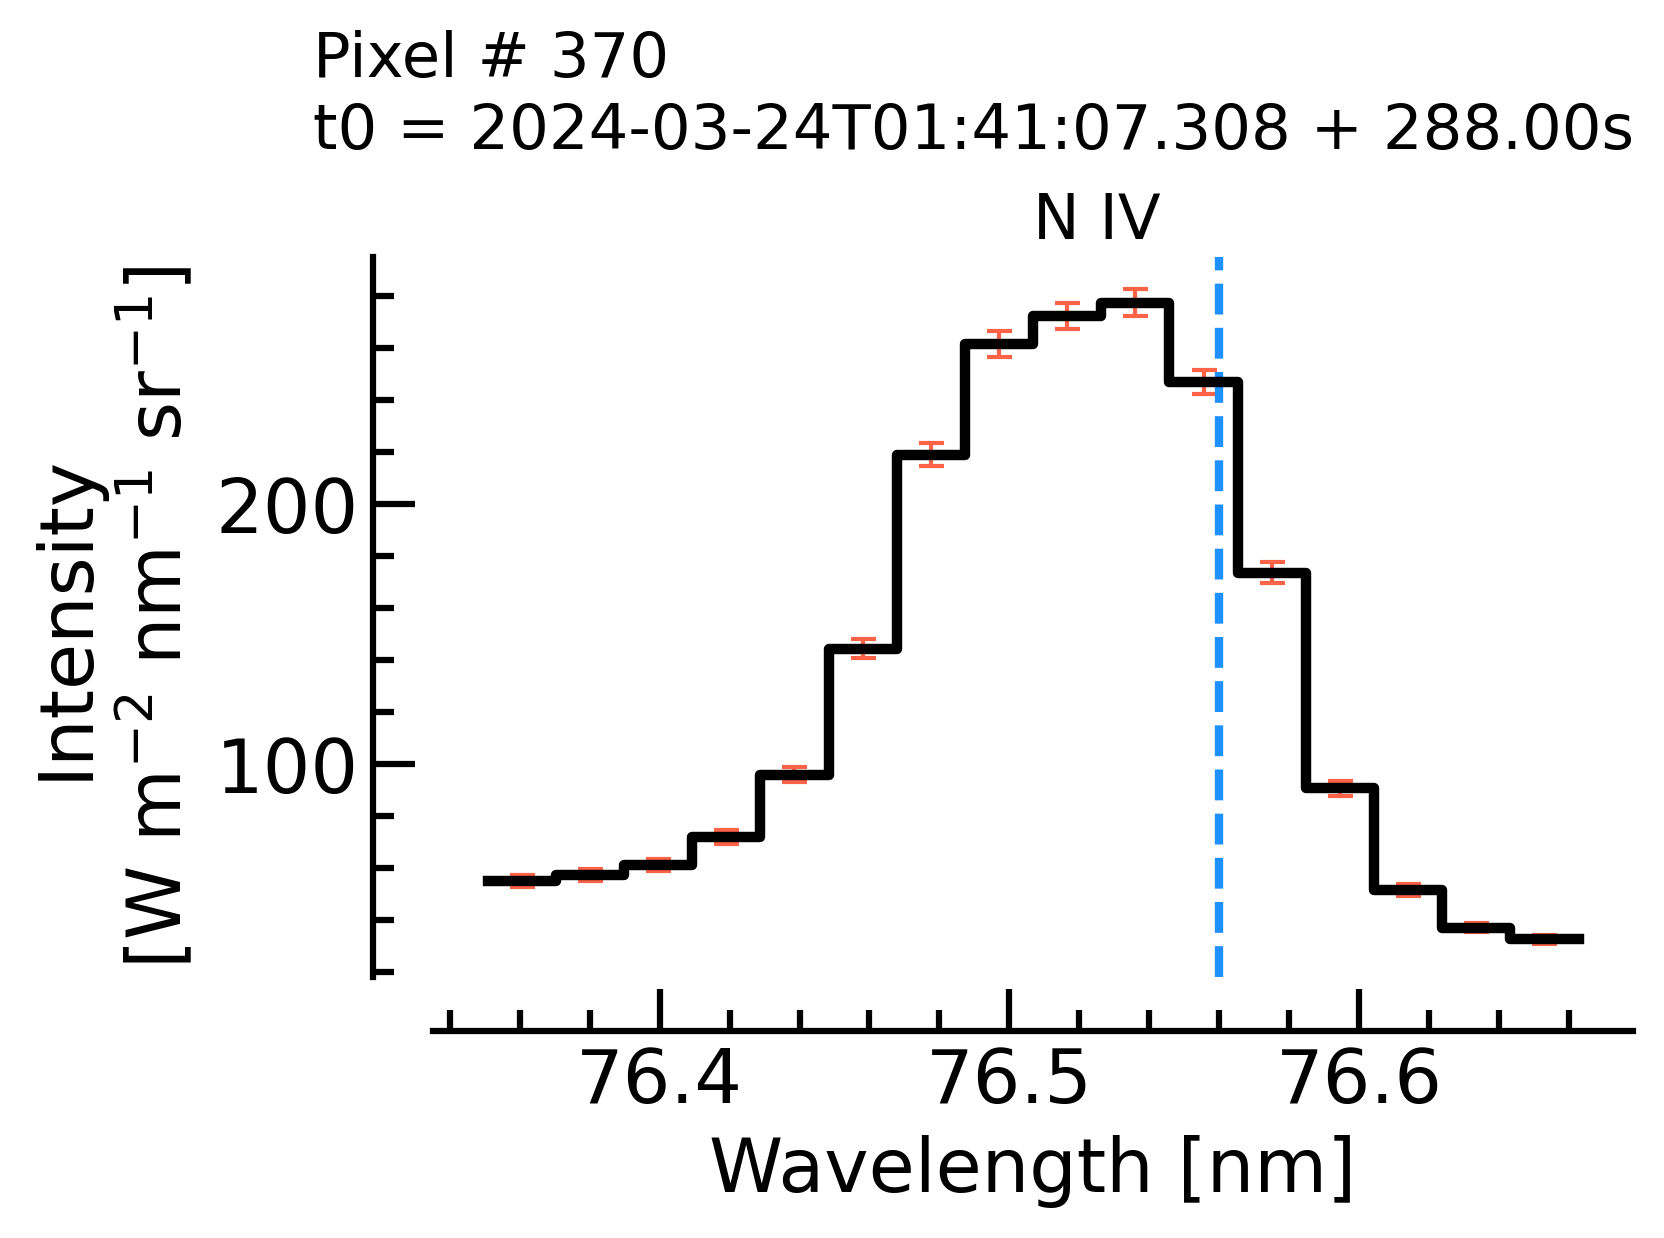 Pixel # 370
t0 = 2024-03-24T01:41:07.308 + 288.00s
N IV
Intensity
[W m⁻² nm⁻¹ sr⁻¹]
200
100
76.4 76.5 76.6
Wavelength [nm]